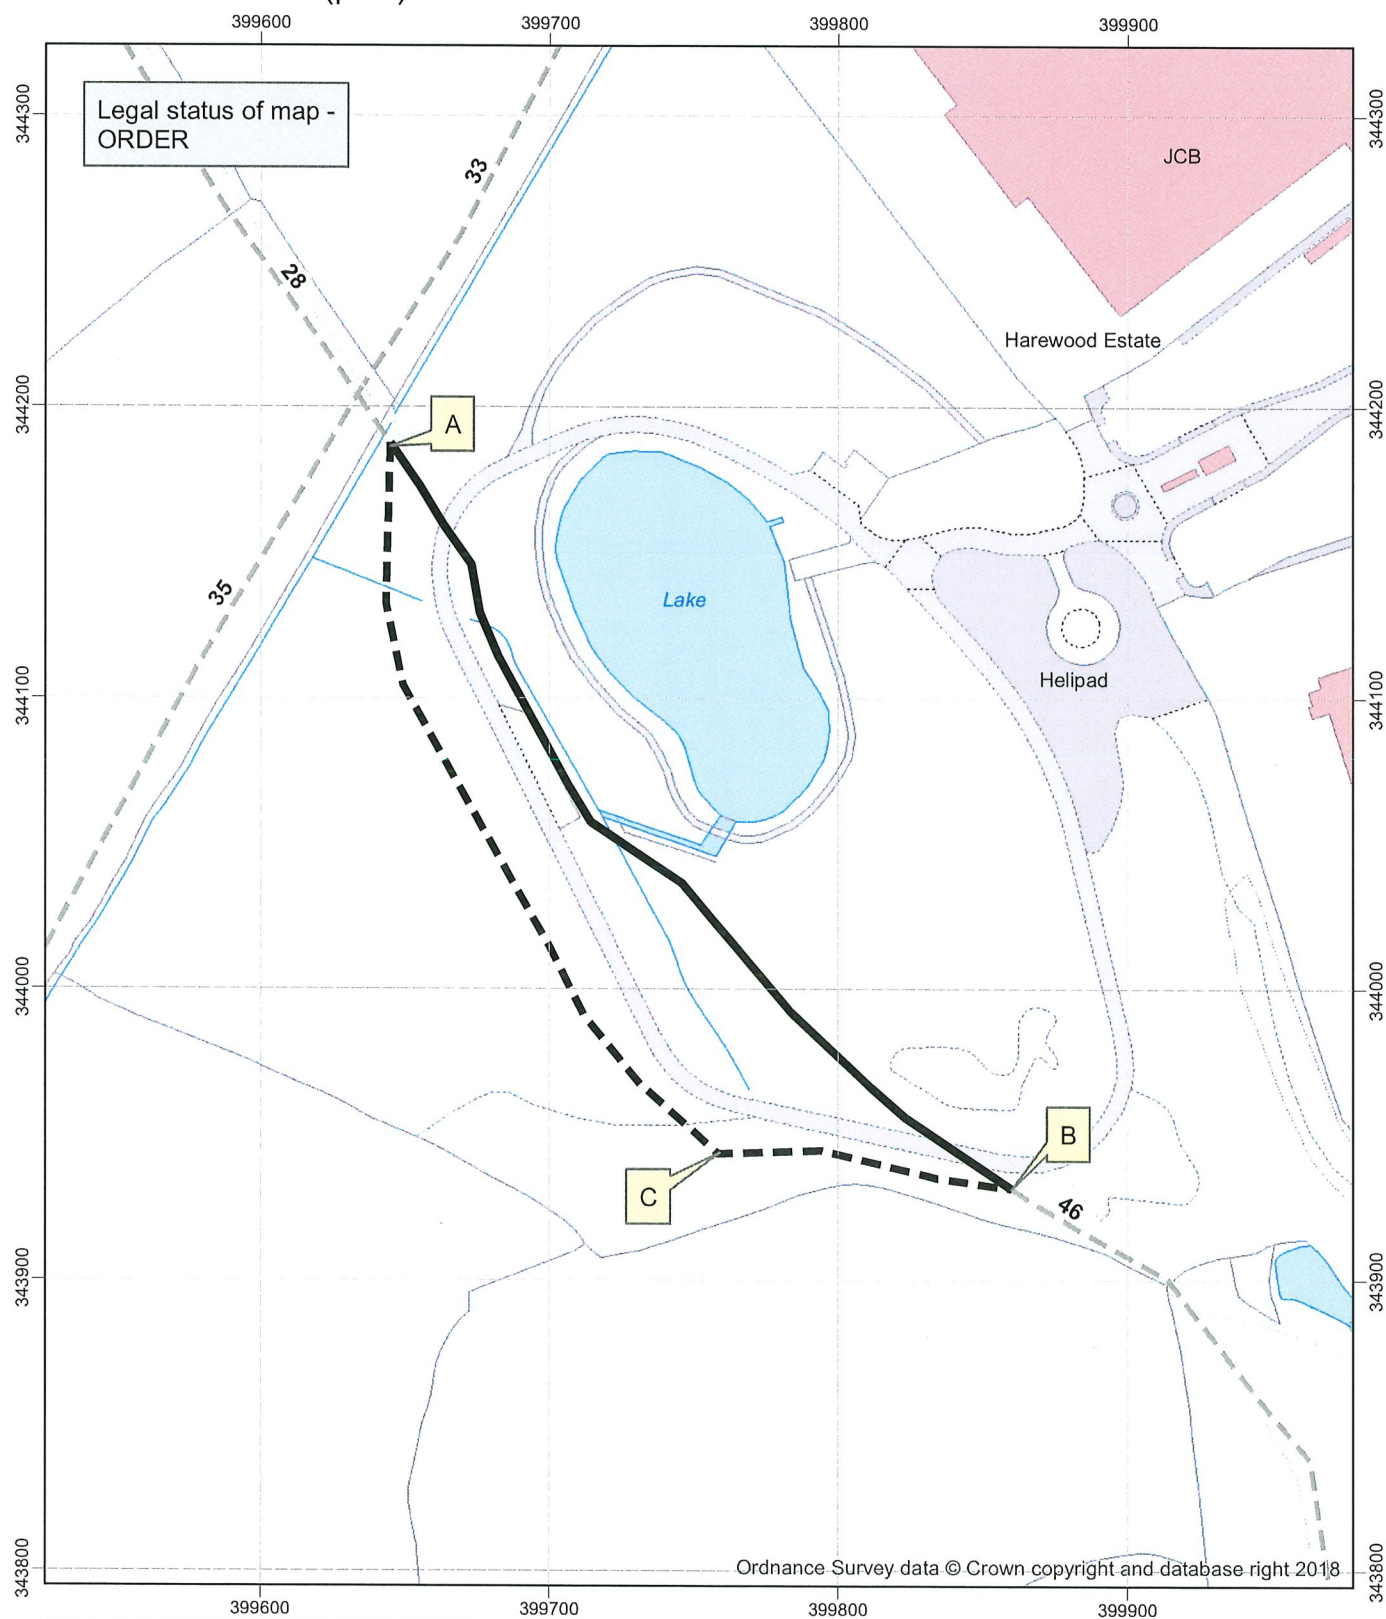 399600
399700
399800
399900
Legal status of map -
ORDER
344300
344300
33
JCB
28
Harewood Estate
344200
344200
A
35
Lake
Helipad
344100
344100
344000
344000
B
C
46
343900
343900
343800
343800
Ordnance Survey data © Crown copyright and database right 2018
399600
399700
399800
399900